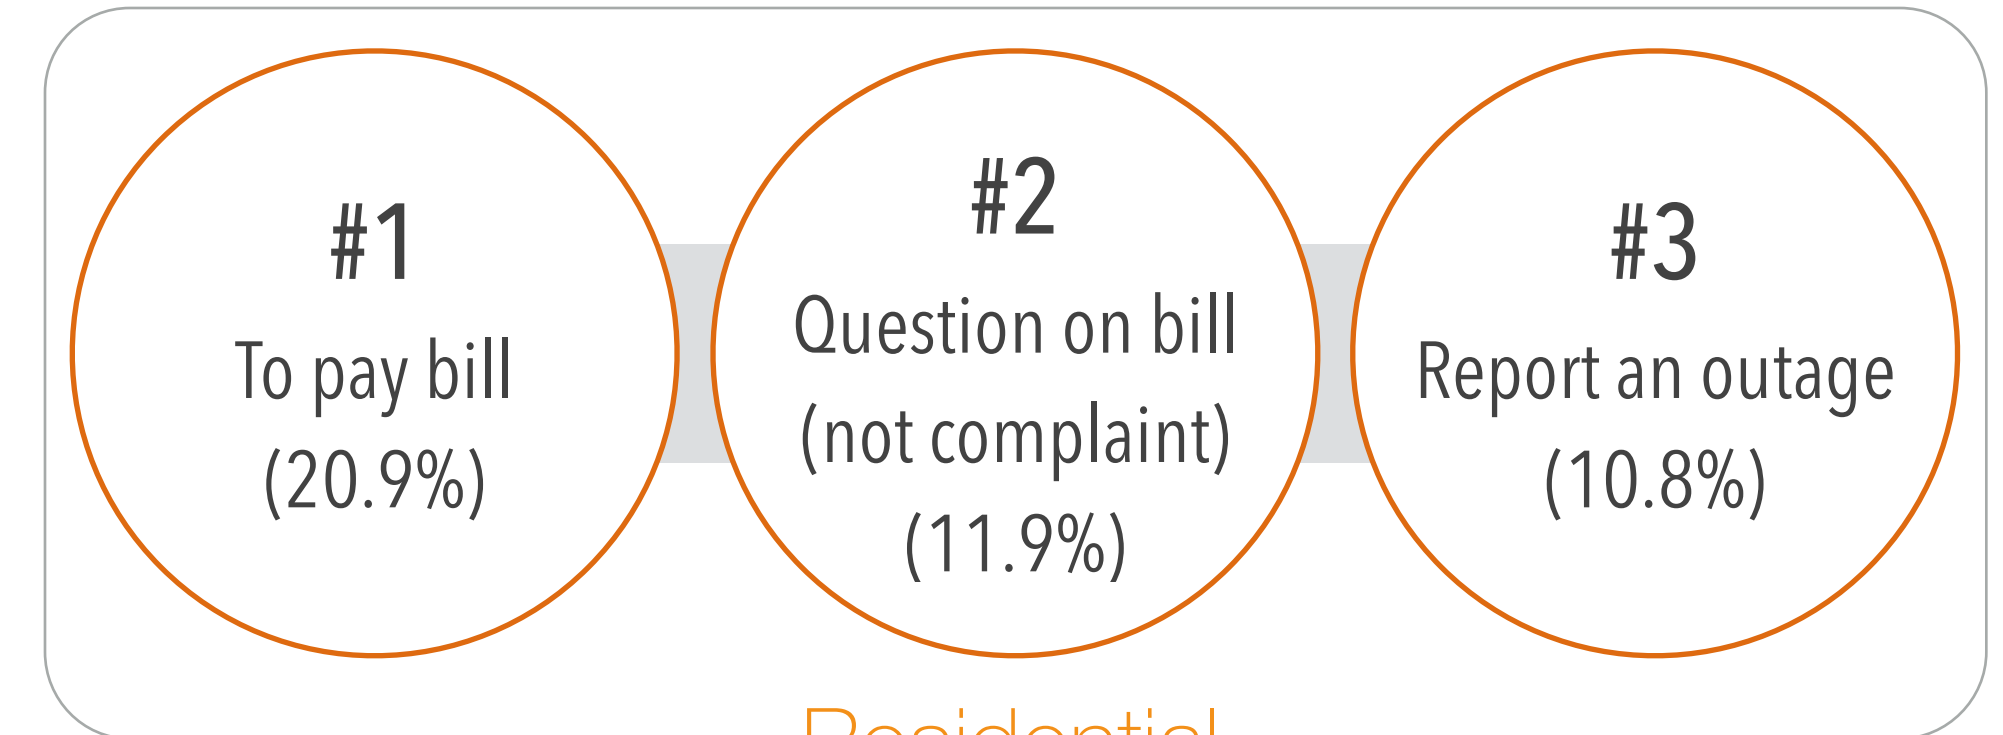 #1
To pay bill
(20.9%)
#2
Question on bill
(not complaint)
(11.9%)
#3
Report an outage
(10.8%)
Residential